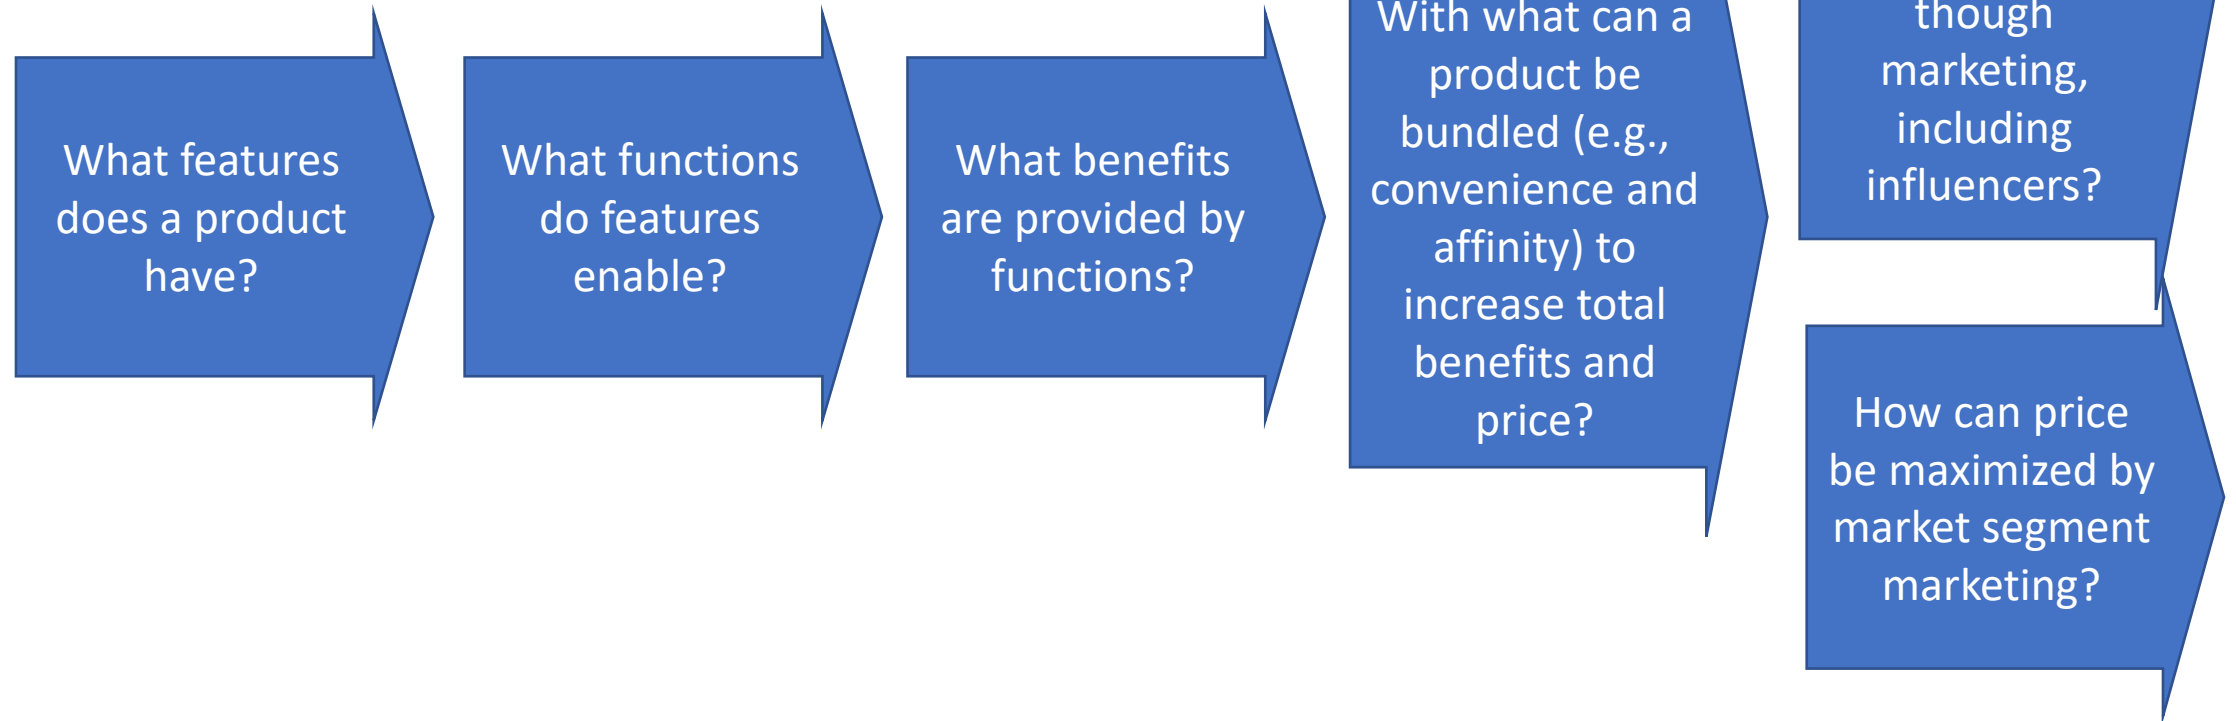 What features
does a product
have?
What functions
do features
enable?
What benefits
are provided by
functions?
With what can a
product be
bundled (e.g.,
convenience and
affinity) to
increase total
benefits and
price?
though
marketing,
including
influencers?
How can price
be maximized by
market segment
marketing?